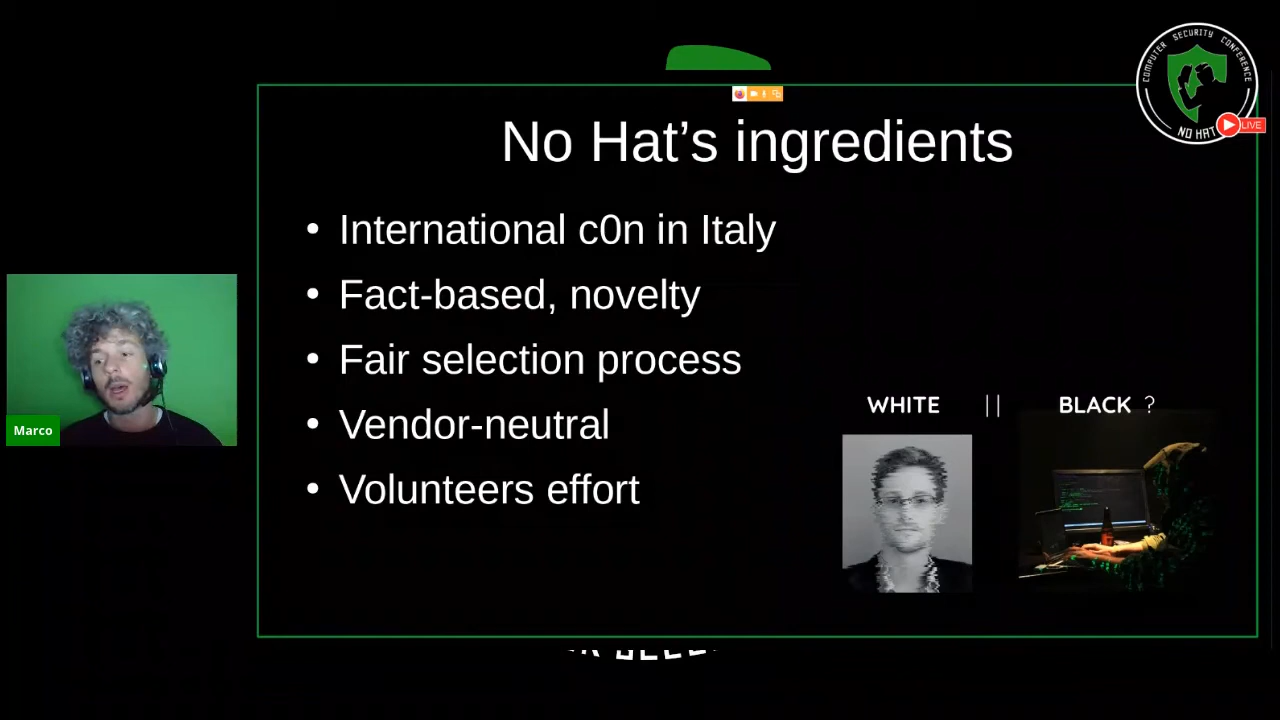 COMPUTER SECURITY CONFERENCE
NO HAT
LIVE
No Hat’s ingredients
• International c0n in Italy
• Fact-based, novelty
• Fair selection process
• Vendor-neutral
• Volunteers effort
WHITE || BLACK ?
Marco